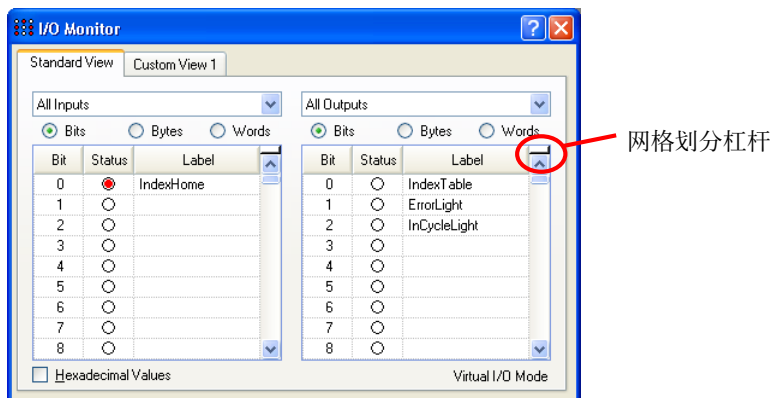 I/O Monitor
Standard View Custom View 1
All Inputs All Outputs
Bits Bytes Words Bits Bytes Words
网格划分杠杆
Bit Status Label Bit Status Label
0 IndexHome 0 IndexTable
1 1 ErrorLight
2 2 InCycleLight
3 3
4 4
5 5
6 6
7 7
8 8
Hexadecimal Values Virtual I/O Mode